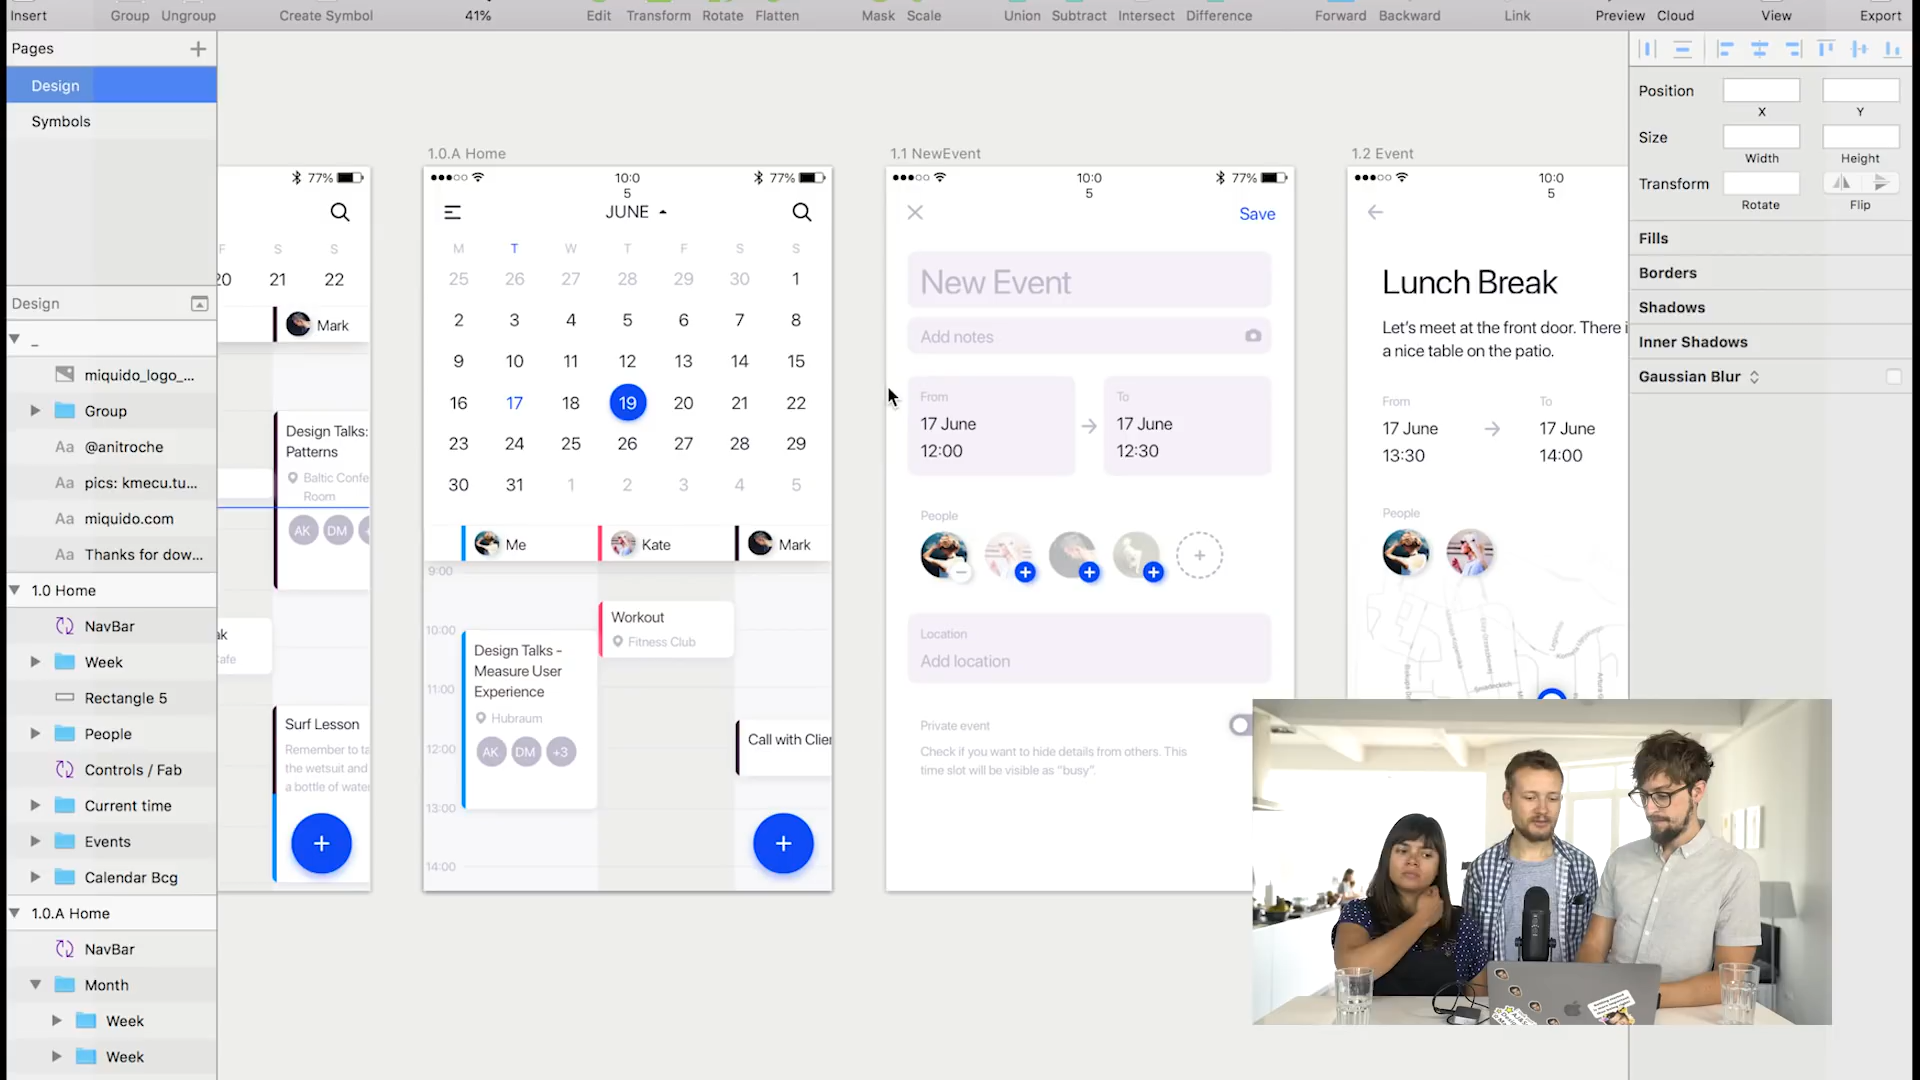 Insert
Group
Ungroup
Create Symbol
41%
Edit
Transform
Rotate
Flatten
Mask
Scale
Union
Subtract
Intersect
Difference
Forward
Backward
Link
Preview
Cloud
View
Export
Pages
Design
Symbols
Design
_
miquido_logo_...
Group
@anitroche
pics: kmecu.tu...
miquido.com
Thanks for dow...
1.0 Home
NavBar
Week
Rectangle 5
People
Controls / Fab
Current time
Events
Calendar Bcg
1.0.A Home
NavBar
Month
Week
Week
77%
F S S
20 21 22
Mark
Design Talks:
Patterns
Baltic Confe
Room
AK DM
ak
Cafe
Surf Lesson
Remember to ta
the wetsuit and
a bottle of wate
1.0.A Home
10:0
5
77%
JUNE
M T W T F S S
25 26 27 28 29 30 1
2 3 4 5 6 7 8
9 10 11 12 13 14 15
16 17 18 19 20 21 22
23 24 25 26 27 28 29
30 31 1 2 3 4 5
Me
Kate
Mark
9:00
10:00
11:00
12:00
13:00
14:00
Workout
Fitness Club
Design Talks -
Measure User
Experience
Hubraum
AK DM +3
Call with Clien
1.1 NewEvent
10:0
5
77%
Save
New Event
Add notes
From
17 June
12:00
To
17 June
12:30
People
Location
Add location
Private event
Check if you want to hide details from others. This
time slot will be visible as "busy".
1.2 Event
10:0
5
Lunch Break
Let's meet at the front door. There i
a nice table on the patio.
From
17 June
13:30
To
17 June
14:00
People
Position
X
Y
Size
Width
Height
Transform
Rotate
Flip
Fills
Borders
Shadows
Inner Shadows
Gaussian Blur